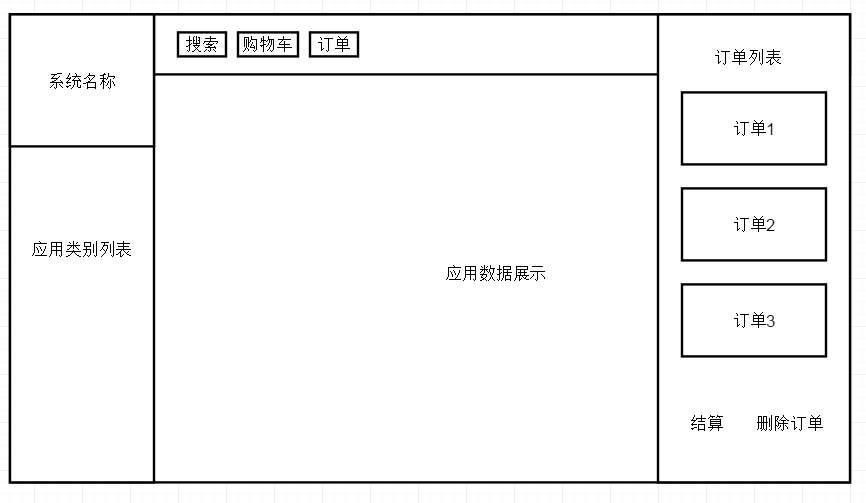 系统名称
应用类别列表
搜索
购物车
订单
应用数据展示
订单列表
订单1
订单2
订单3
结算
删除订单